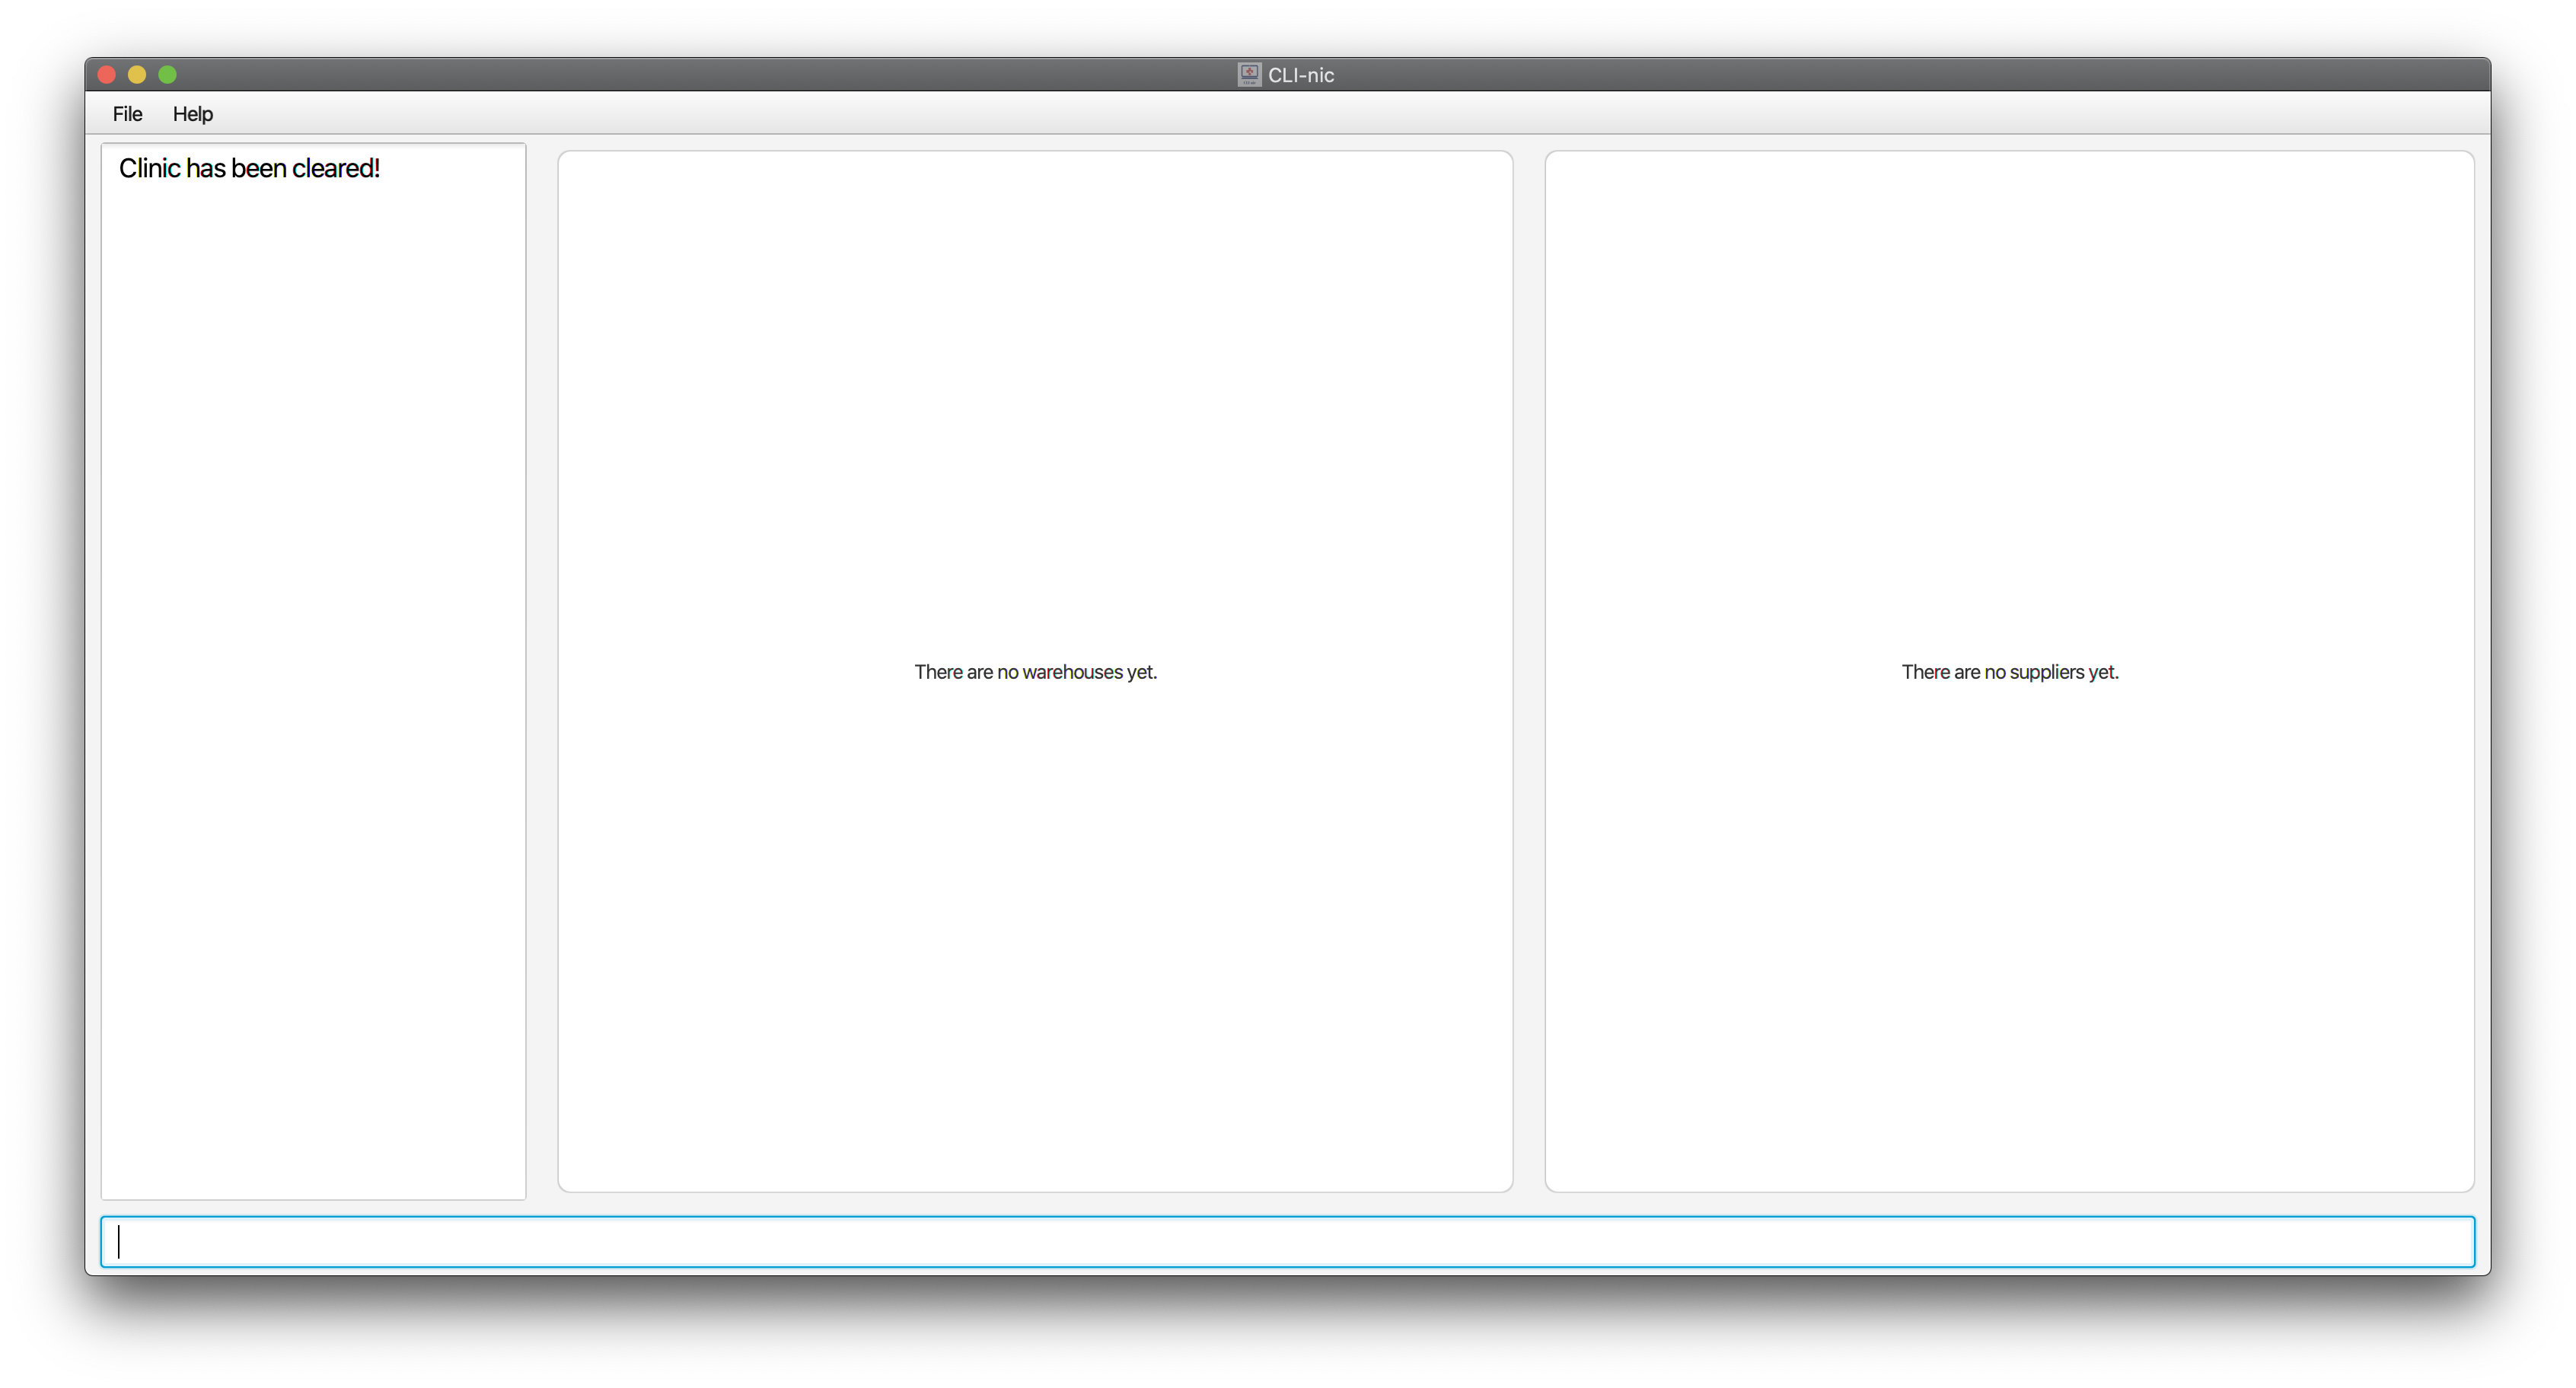 CLI-nic
File Help
Clinic has been cleared!
There are no warehouses yet.
There are no suppliers yet.